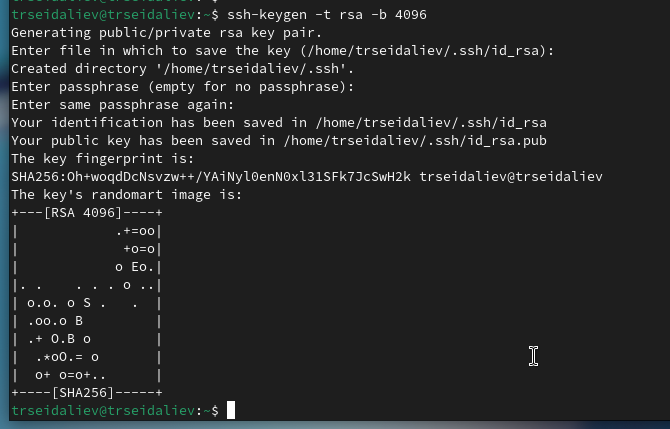 trseidaliev@trseidaliev:~$ ssh-keygen -t rsa -b 4096
Generating public/private rsa key pair.
Enter file in which to save the key (/home/trseidaliev/.ssh/id_rsa):
Created directory '/home/trseidaliev/.ssh'.
Enter passphrase (empty for no passphrase):
Enter same passphrase again:
Your identification has been saved in /home/trseidaliev/.ssh/id_rsa
Your public key has been saved in /home/trseidaliev/.ssh/id_rsa.pub
The key fingerprint is:
SHA256:Oh+woqdDcNsvzw++/YAiNyl0enN0xl31SFk7JcSwH2k trseidaliev@trseidaliev
The key's randomart image is:
+---[RSA 4096]----+
|            .+=oo|
|             +o=o|
|            o Eo.|
|. .    . . . o ..|
| o.o. o S .   .  |
| .oo.o B         |
| .+ O.B o        |
|  .*oO.= o       |
|  o+ o=o+..      |
+----[SHA256]-----+
trseidaliev@trseidaliev:~$